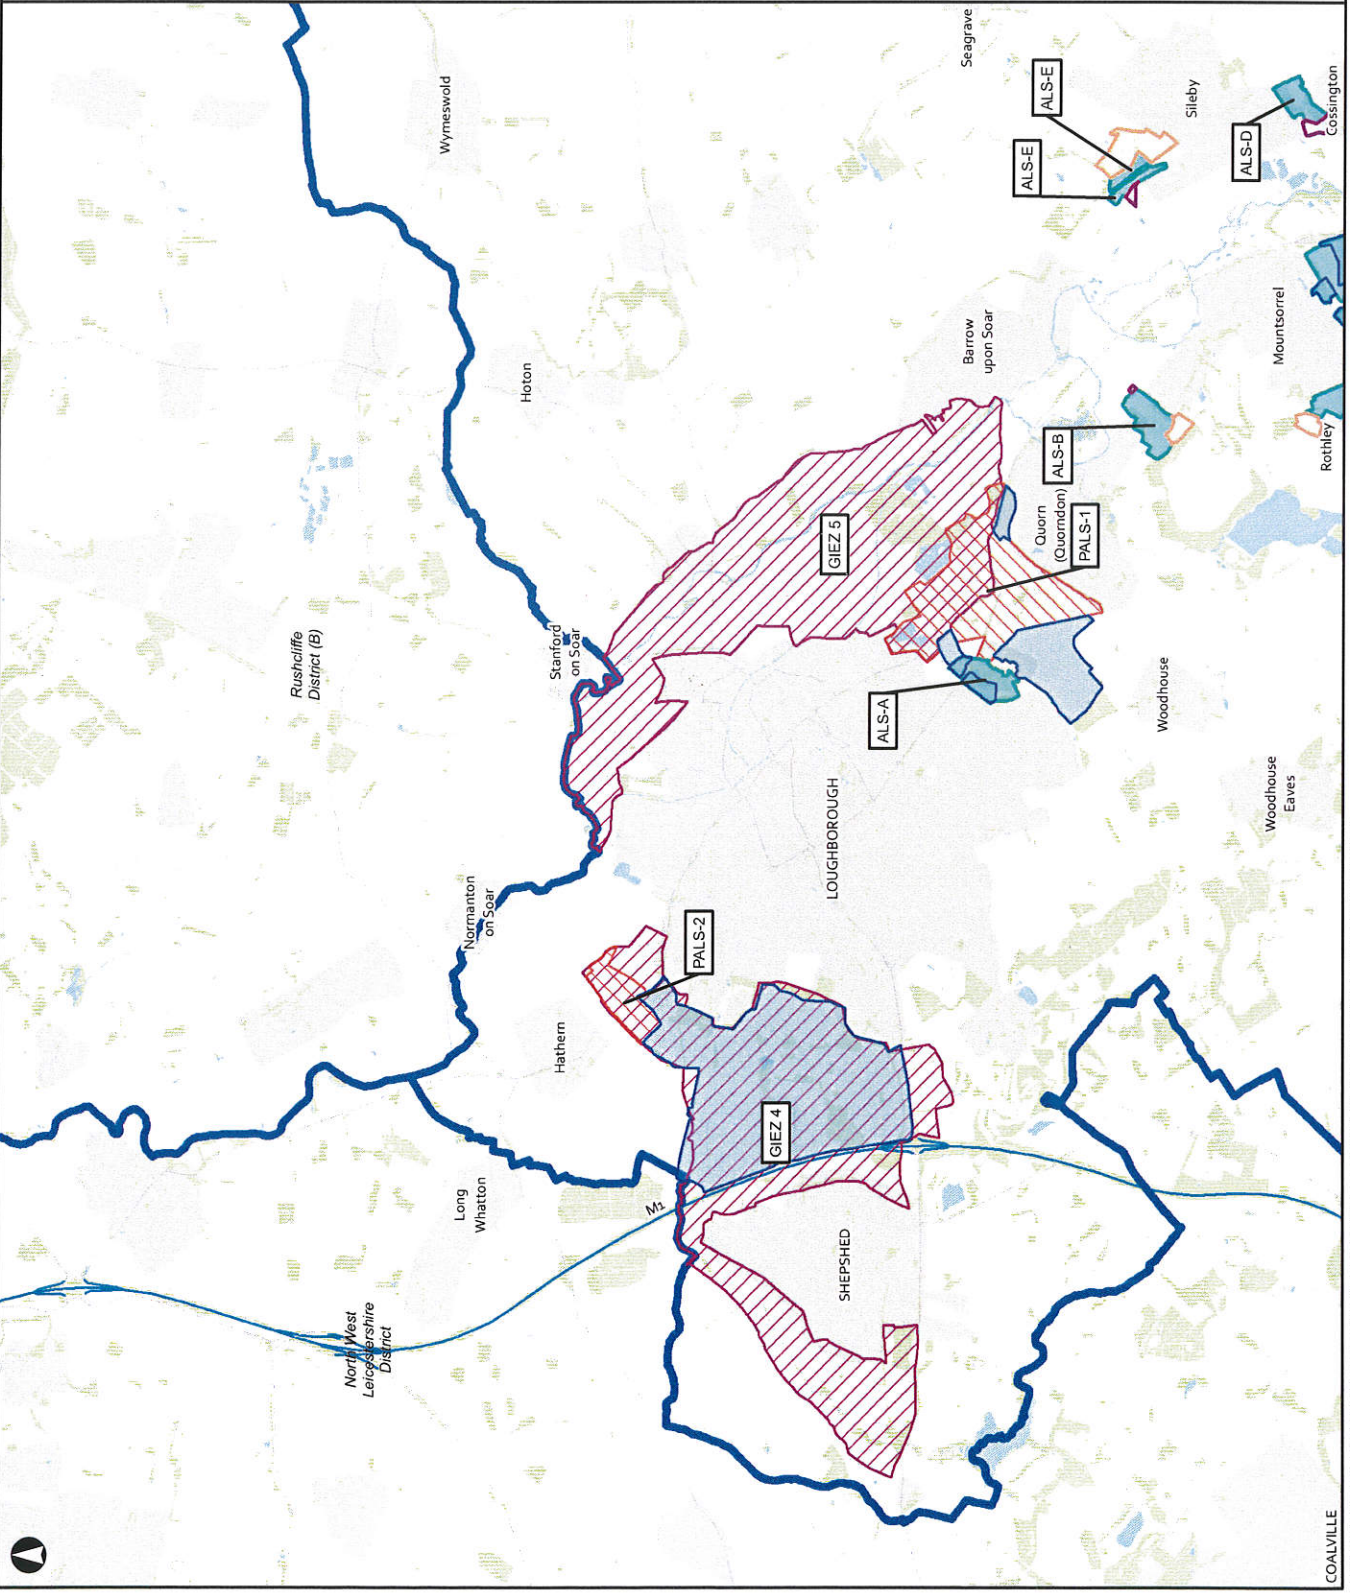 Rushcliffe
District (B)
Wymeswold
Normanton
on Soar
Hoton
Long
Whatton
North West
Leicestershire
District
Stanford
on Soar
Hathern
M1
PALS-2
GIEZ 4
SHEPSHED
LOUGHBOROUGH
GIEZ 5
ALS-A
Barrow
upon Soar
Seagrave
ALS-E
ALS-E
Sileby
ALS-B
Quorn
(Quorndon)
PALS-1
Woodhouse
Woodhouse
Eaves
Mountsorrel
Rothley
ALS-D
Cossington
COALVILLE